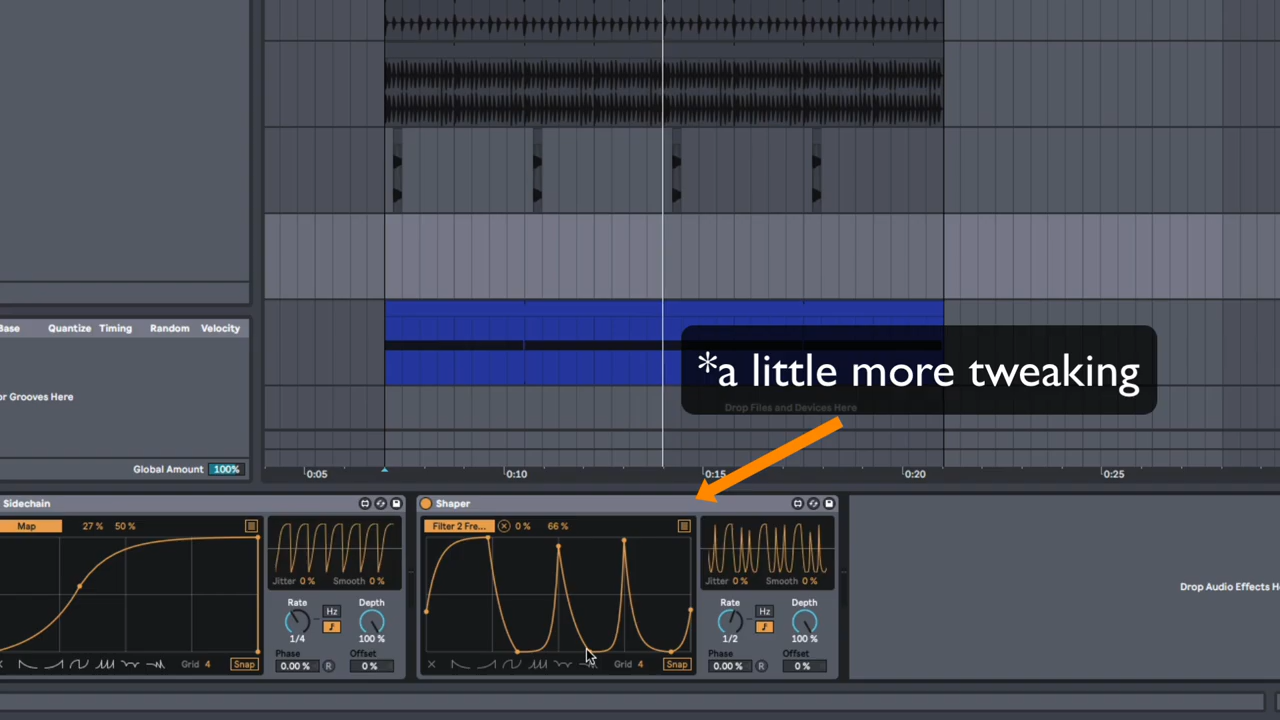 *a little more tweaking
Drop Files and Devices Here
Base Quantize Timing Random Velocity
or Grooves Here
Global Amount 100%
0:05 0:10 0:15 0:20 0:25
Sidechain
Map 27 % 50 %
Jitter 0 % Smooth 0 %
Rate Hz Depth
1/4 100 %
Phase Offset
0.00 % R 0 %
Grid 4 Snap
Shaper
Filter 2 Fre... 0 % 66 %
Jitter 0 % Smooth 0 %
Rate Hz Depth
1/2 100 %
Phase Offset
0.00 % R 0 %
Grid 4 Snap
Drop Audio Effects He